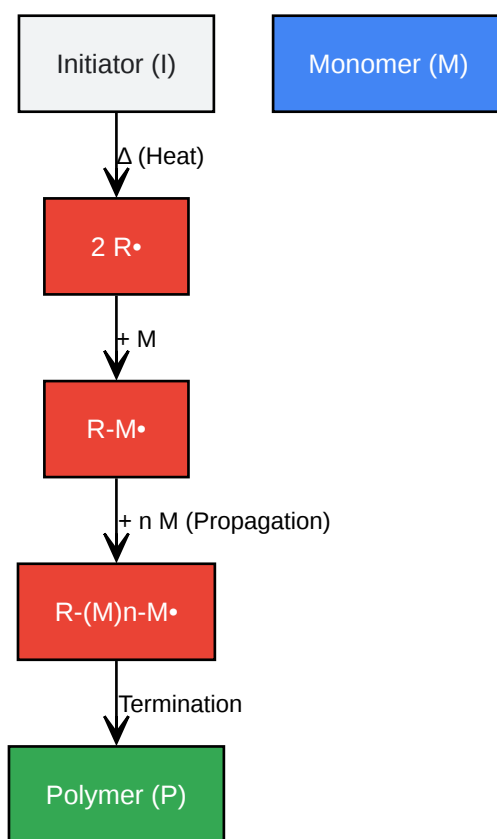 Initiator (I)
Monomer (M)
Δ (Heat)
2 R•
+ M
R-M•
+ n M (Propagation)
R-(M)n-M•
Termination
Polymer (P)